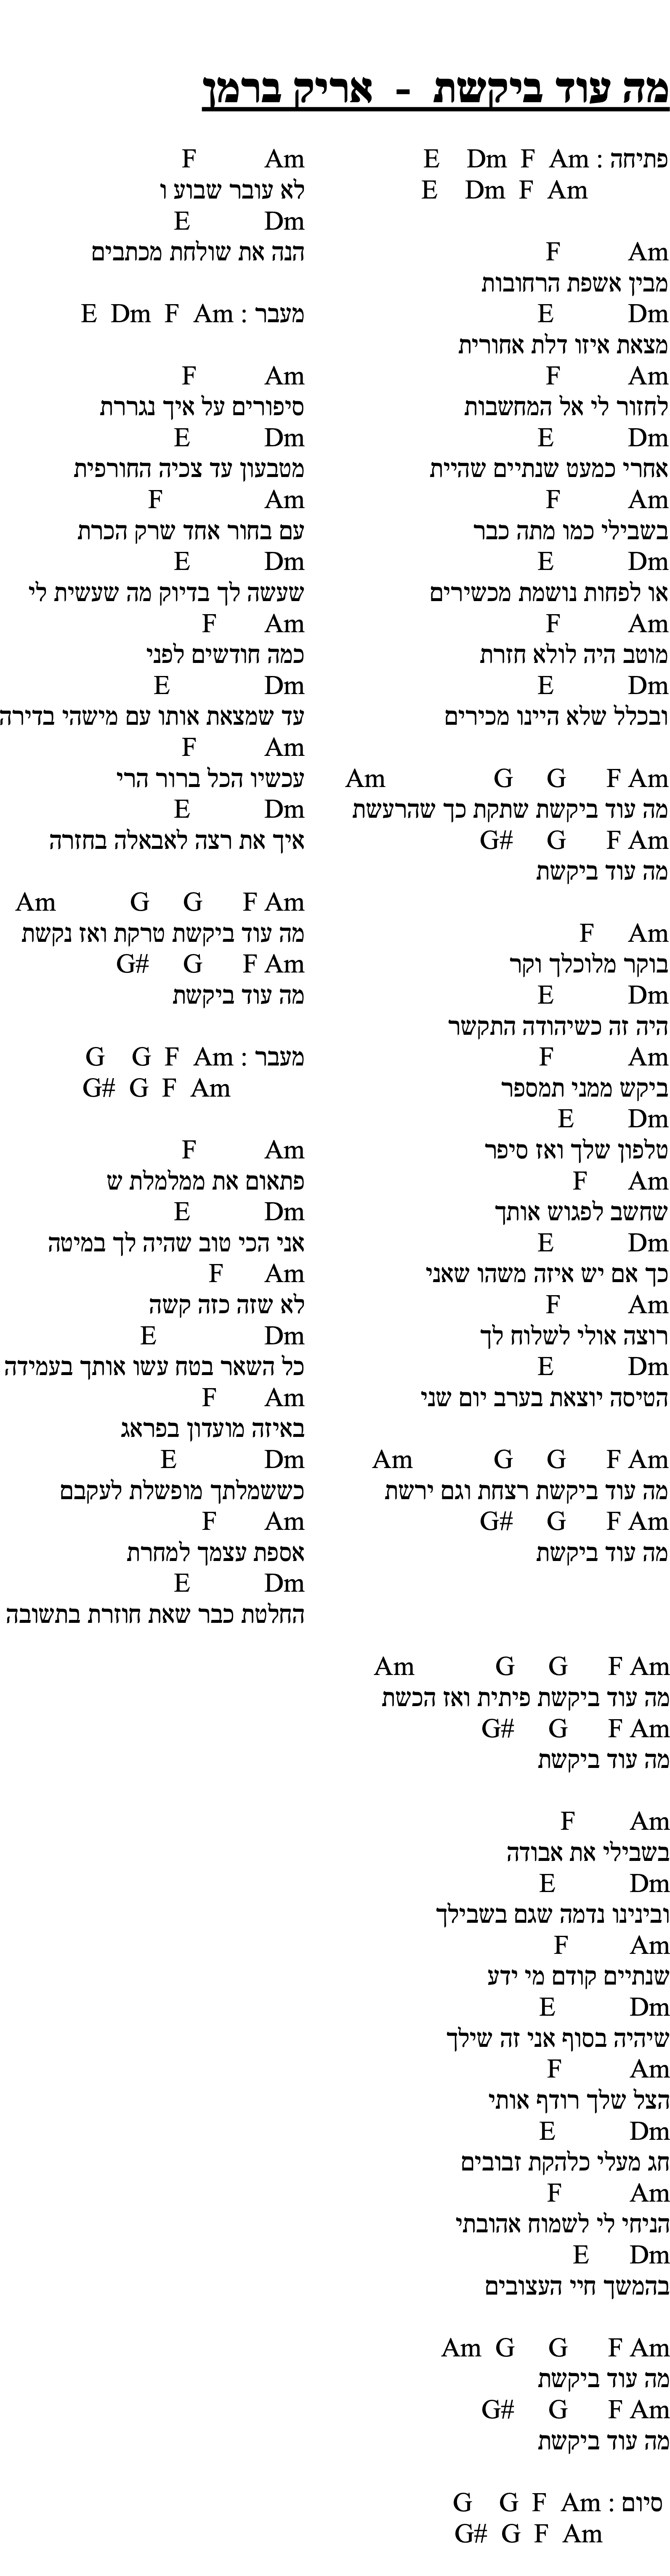 מה עוד ביקשת - אריק ברמן
פתיחה : Am F Dm E
Am F Dm E
Am F
מבין אשפת הרחובות
Dm E
מצאת איזו דלת אחורית
Am F
לחזור לי אל המחשבות
Dm E
אחרי כמעט שנתיים שהיית
Am F
בשבילי כמו מתה כבר
Dm E
או לפחות נושמת מכשירים
Am F
מוטב היה לולא חזרת
Dm E
ובכלל שלא היינו מכירים
Am F G G Am
מה עוד ביקשת שתקת כך שהרעשת
Am F G G#
מה עוד ביקשת
Am F
בוקר מלוכלך וקר
Dm E
היה זה כשיהודה התקשר
Am F
ביקש ממני תמספר
Dm E
טלפון שלך ואז סיפר
Am F
שחשב לפגוש אותך
Dm E
כך אם יש איזה משהו שאני
Am F
רוצה אולי לשלוח לך
Dm E
הטיסה יוצאת בערב יום שני
Am F G G Am
מה עוד ביקשת רצחת וגם ירשת
Am F G G#
מה עוד ביקשת
Am F
לא עובר שבוע ו
Dm E
הנה את שולחת מכתבים
מעבר : Am F Dm E
Am F
סיפורים על איך נגררת
Dm E
מטבעון עד צכיה החורפית
Am F
עם בחור אחד שרק הכרת
Dm E
שעשה לך בדיוק מה שעשית לי
Am F
כמה חודשים לפני
Dm E
עד שמצאת אותו עם מישהי בדירה
Am F
עכשיו הכל ברור הרי
Dm E
איך את רצה לאבאלה בחזרה
Am F G G Am
מה עוד ביקשת טרקת ואז נקשת
Am F G G#
מה עוד ביקשת
מעבר : Am F G G
Am F G G#
Am F
פתאום את ממלמלת ש
Dm E
אני הכי טוב שהיה לך במיטה
Am F
לא שזה כזה קשה
Dm E
כל השאר בטח עשו אותך בעמידה
Am F
באיזה מועדון בפראג
Dm E
כששמלתך מופשלת לעקבם
Am F
אספת עצמך למחרת
Dm E
החלטת כבר שאת חוזרת בתשובה
Am F G G Am
מה עוד ביקשת פיתית ואז הכשת
Am F G G#
מה עוד ביקשת
Am F
בשבילי את אבודה
Dm E
ובינינו נדמה שגם בשבילך
Am F
שנתיים קודם מי ידע
Dm E
שיהיה בסוף אני זה שילך
Am F
הצל שלך רודף אותי
Dm E
חג מעלי כלהקת זבובים
Am F
הניחי לי לשמוח אהובתי
Dm E
בהמשך חיי העצובים
Am F G G Am
מה עוד ביקשת
Am F G G#
מה עוד ביקשת
סיום : Am F G G
Am F G G#